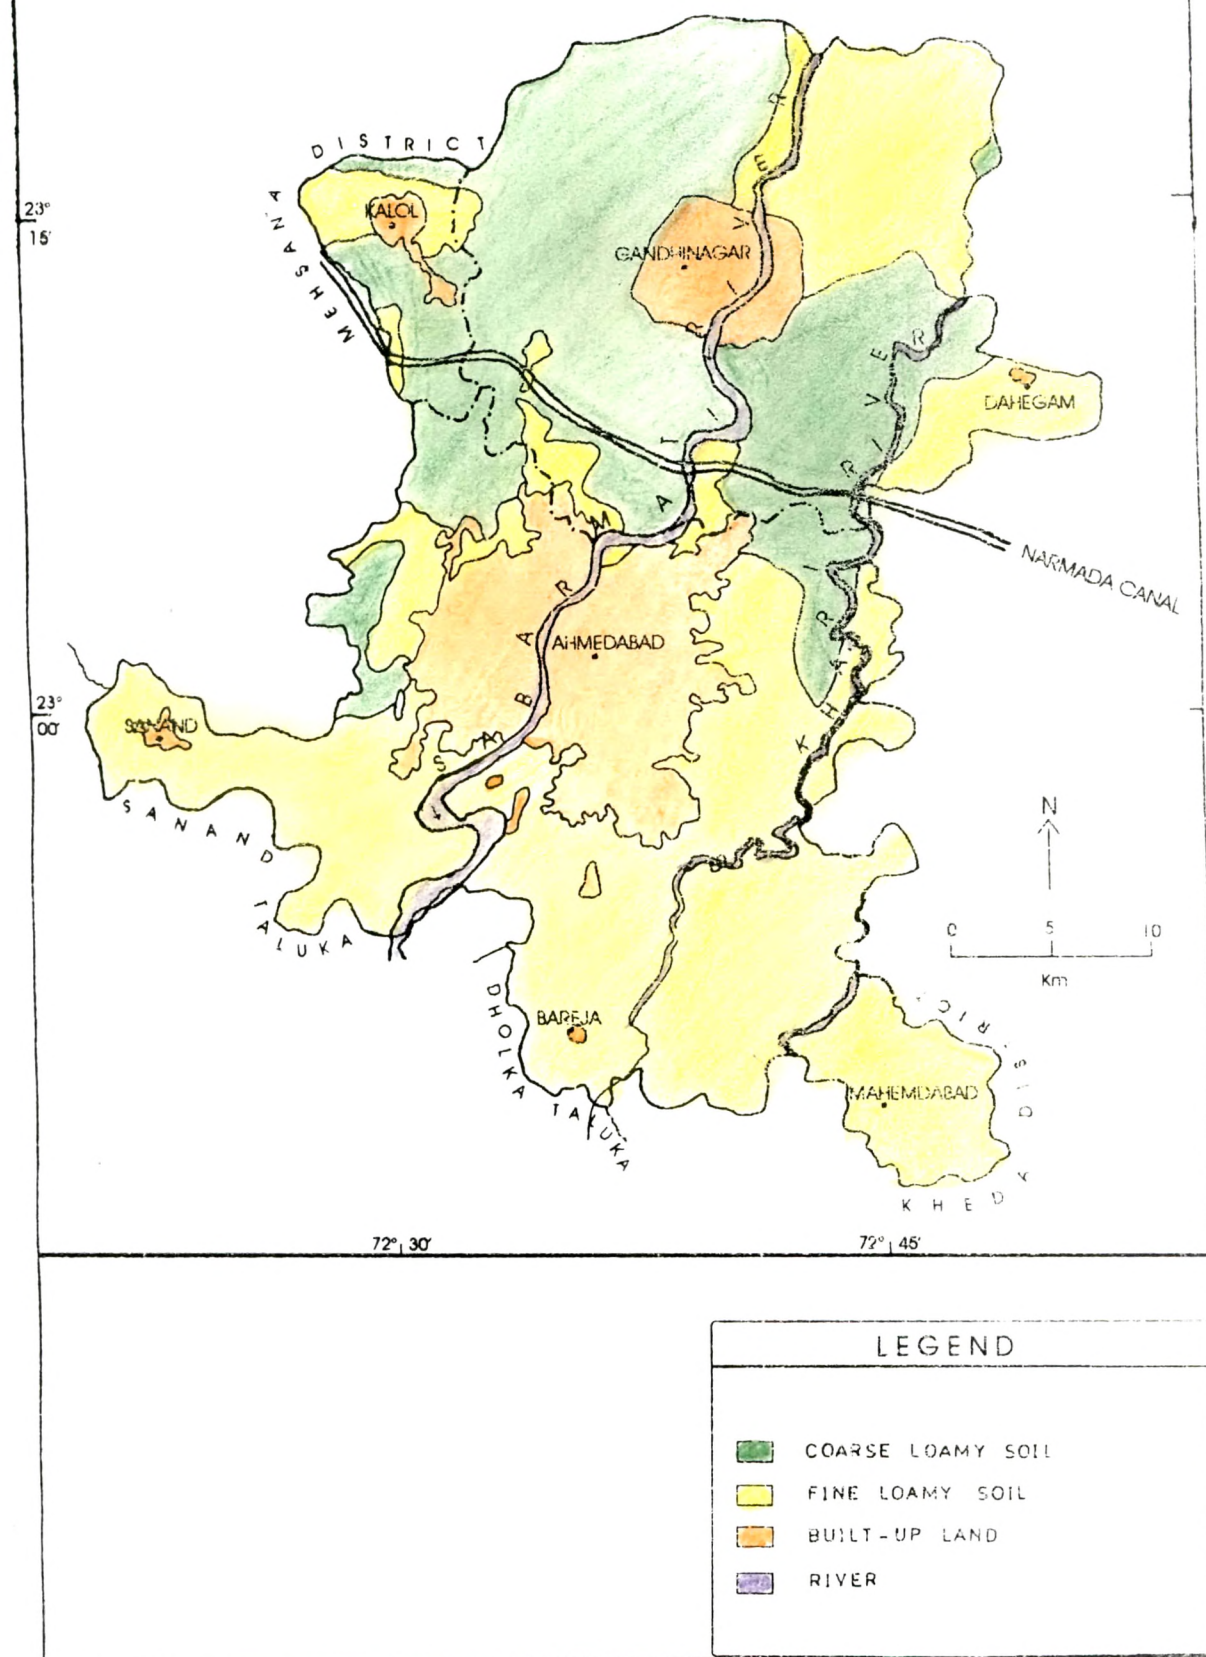 DISTRICT
MEHSANA
23°
15'
KALOL
GANDHINAGAR
RIVER
DAHEGAM
NARMADA CANAL
SABARMATI
AHMEDABAD
KHARI RIVER
23°
00'
SANAND
SANAND TALUKA
N
0 5 10
Km
BAREJA
DHOLKA TALUKA
MAHEMDABAD
KHEDA
72° 30'
72° 45'
LEGEND
COARSE LOAMY SOIL
FINE LOAMY SOIL
BUILT-UP LAND
RIVER